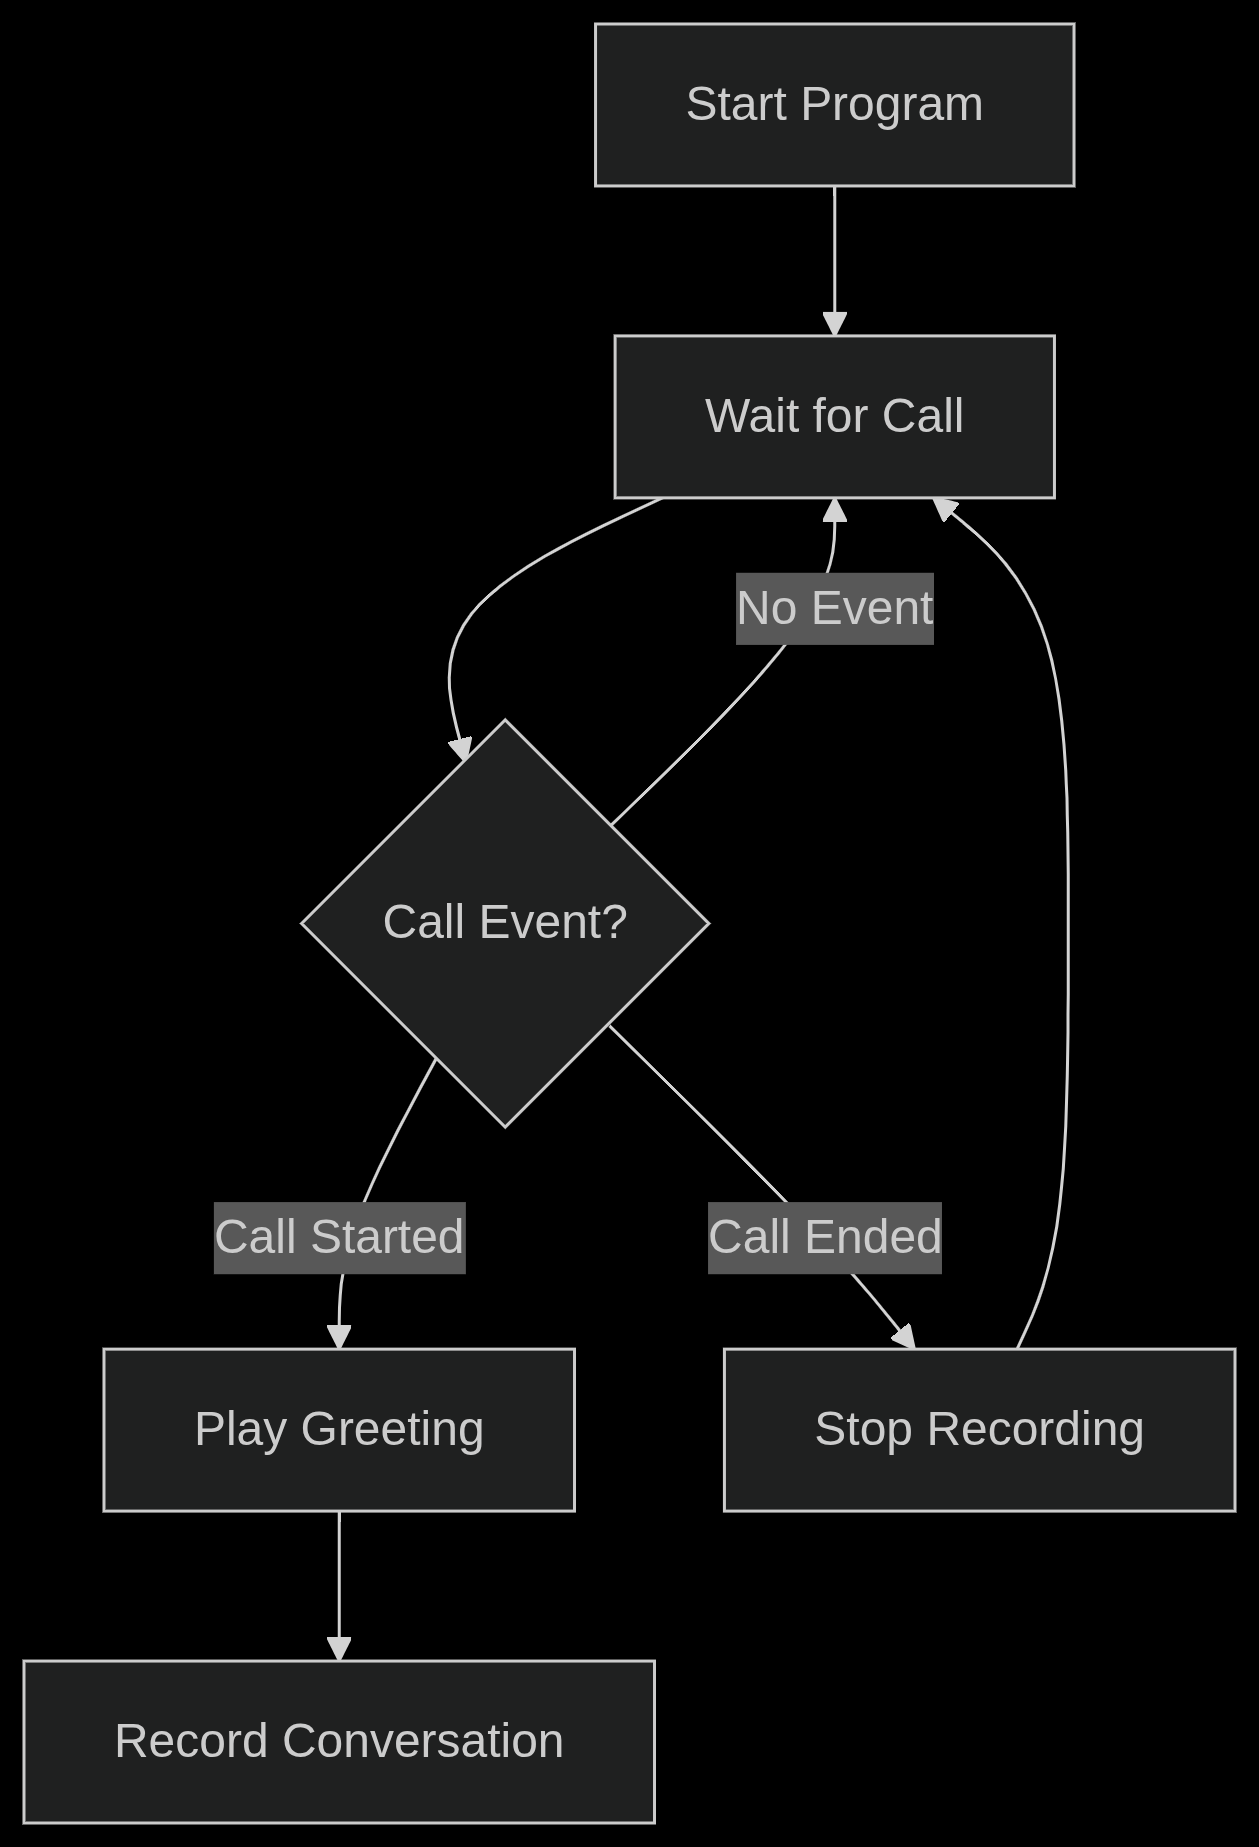 Start Program
Wait for Call
No Event
Call Event?
Call Started
Call Ended
Play Greeting
Stop Recording
Record Conversation